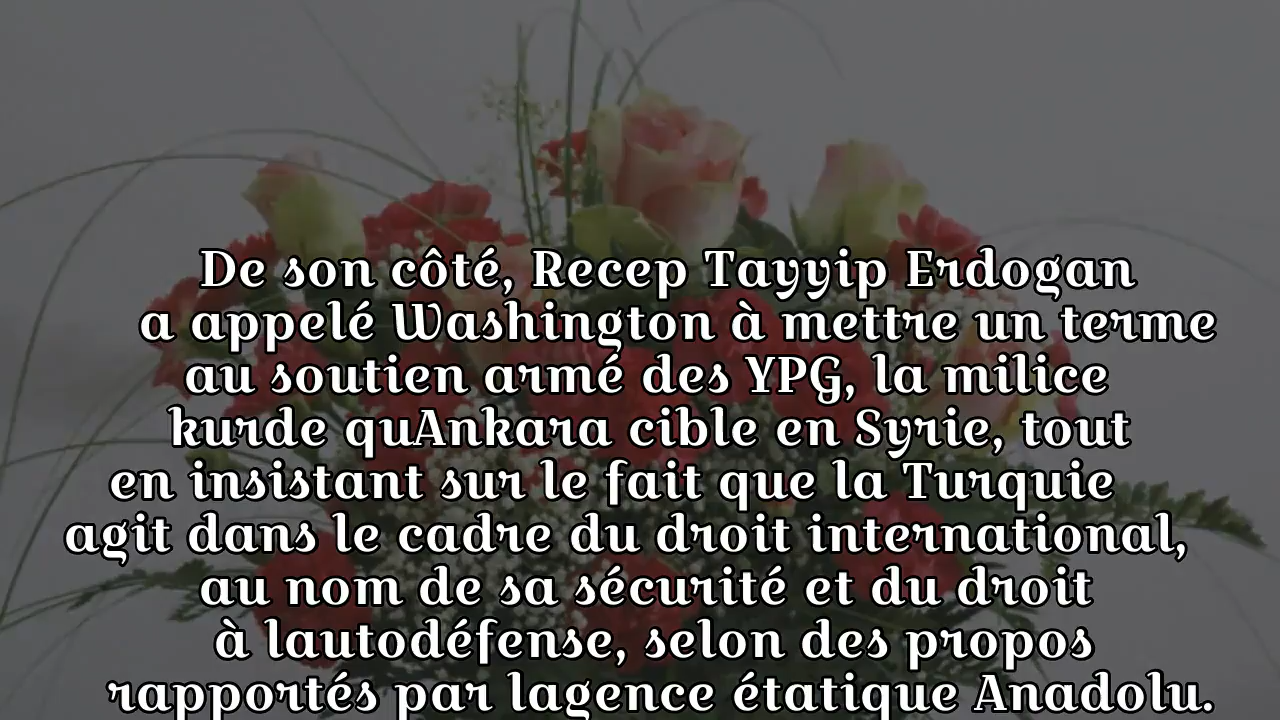 De son côté, Recep Tayyip Erdogan
a appelé Washington à mettre un terme
au soutien armé des YPG, la milice
kurde quAnkara cible en Syrie, tout
en insistant sur le fait que la Turquie
agit dans le cadre du droit international,
au nom de sa sécurité et du droit
à lautodéfense, selon des propos
rapportés par lagence étatique Anadolu.